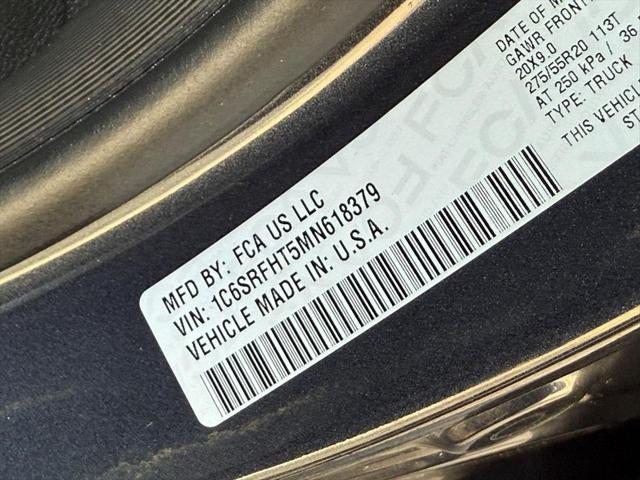 MFD BY: FCA US LLC
VIN: 1C6SRFHT5MN618379
VEHICLE MADE IN: U.S.A.
DATE OF M
GAWR FRONT
20X9.0
275/55R20 113T
AT 250 kPa / 36
TYPE: TRUCK
THIS VEHICLE
ST